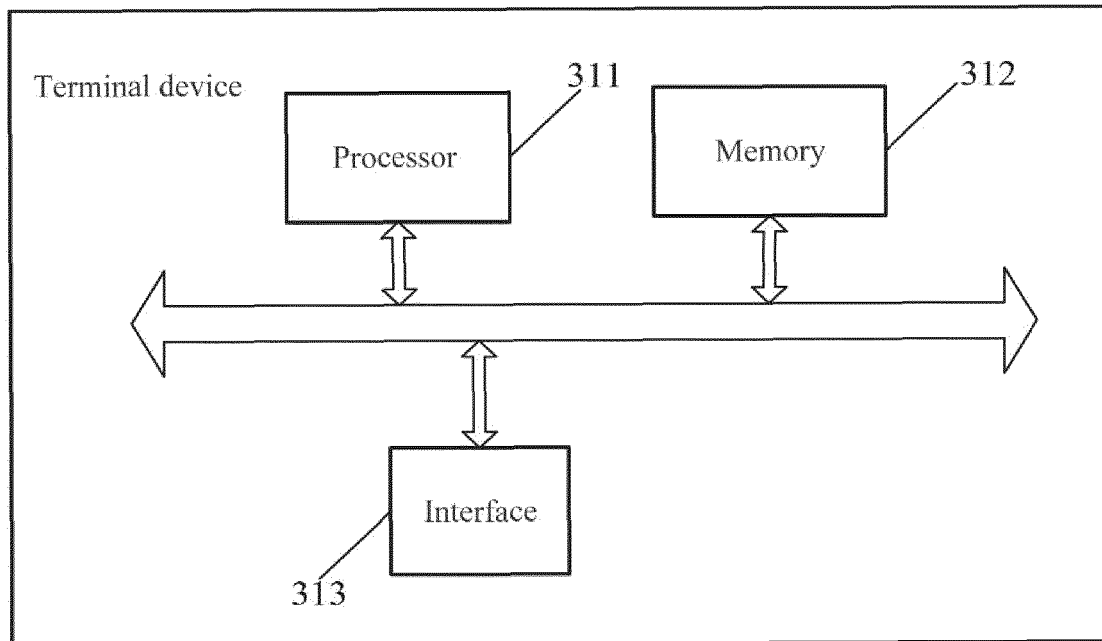 Terminal device
311
312
Processor
Memory
Interface
313